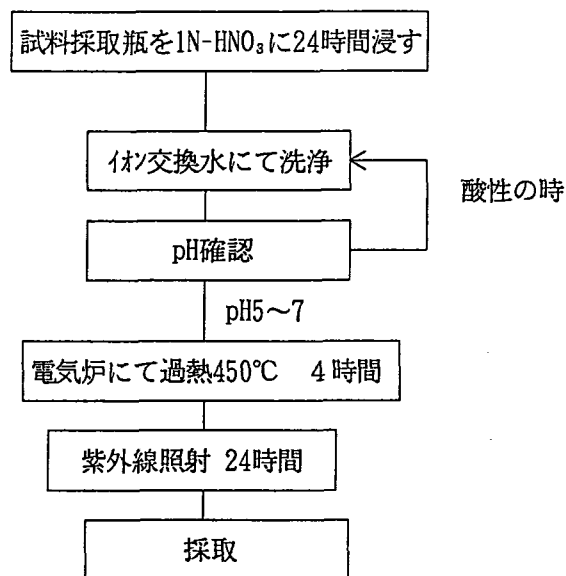 試料採取瓶を1N-HNO₃に24時間浸す
イオン交換水にて洗浄
酸性の時
pH確認
pH5～7
電気炉にて過熱450℃　4時間
紫外線照射 24時間
採取